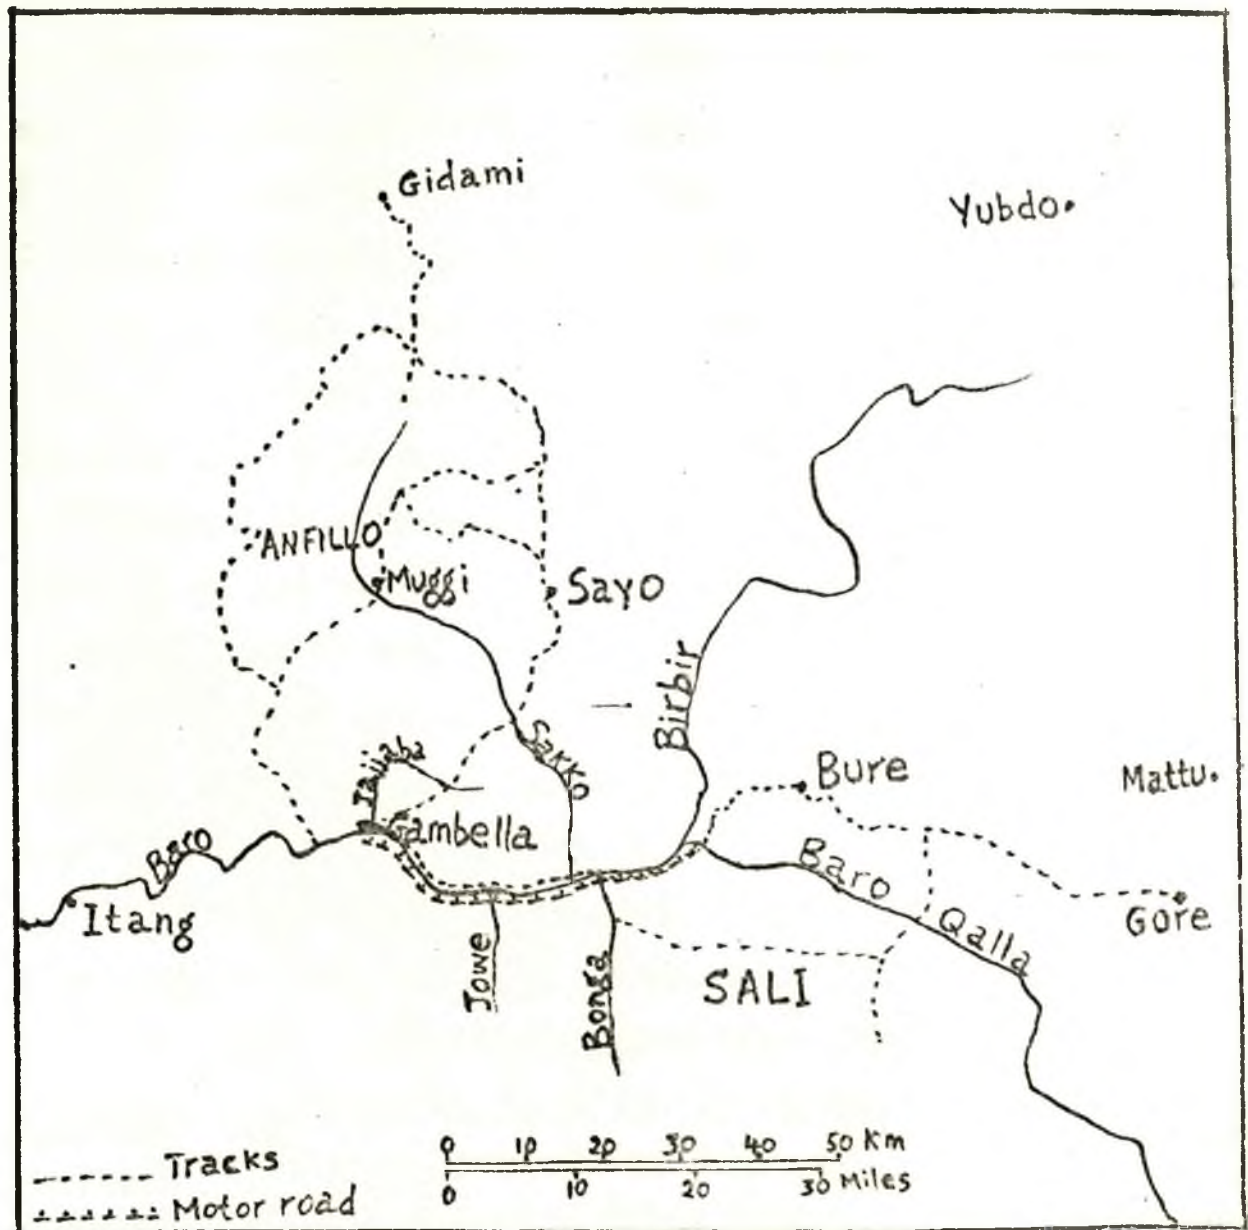 Gidami
Yubdo
ANFILLO
Muggi
Sayo
Birbir
Sakko
Jajjaba
Bure
Mattu
Gambella
Baro
Baro
Itang
Qalla
Gore
Jowe
Bonga
SALI
0 10 20 30 40 50 Km
0 10 20 30 Miles
Tracks
Motor road